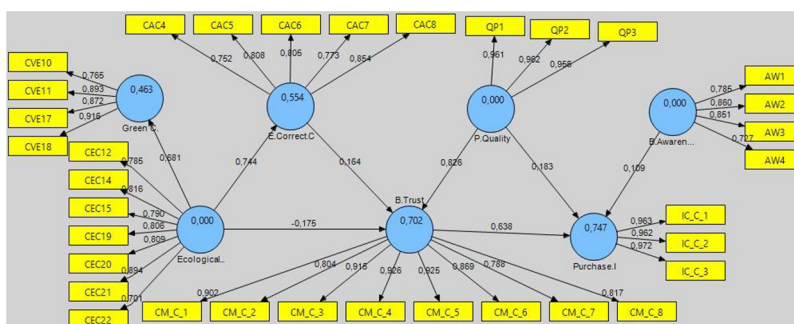 CAC4 CAC5 CAC6 CAC7 CAC8
QP1 QP2 QP3
0,752 0,808 0,805 0,773 0,854
0,961 0,962 0,956
CVE10
CVE11
CVE17
CVE18
0,765
0,893
0,872
0,916
0,463
Green C.
0,554
E.Correct.C
0,000
P.Quality
0,000
B.Awaren...
AW1
AW2
AW3
AW4
0,785
0,860
0,851
0,727
0,681
0,744
0,164
0,826
0,183
0,109
CEC12
CEC14
CEC15
CEC19
CEC20
CEC21
CEC22
0,785
0,816
0,790
0,806
0,809
0,894
0,701
0,000
Ecological..
-0,175
B.Trust
0,702
0,638
0,747
Purchase.I
0,963
0,962
0,972
IC_C_1
IC_C_2
IC_C_3
0,902 0,804 0,915 0,926 0,925 0,869 0,788 0,817
CM_C_1 CM_C_2 CM_C_3 CM_C_4 CM_C_5 CM_C_6 CM_C_7 CM_C_8